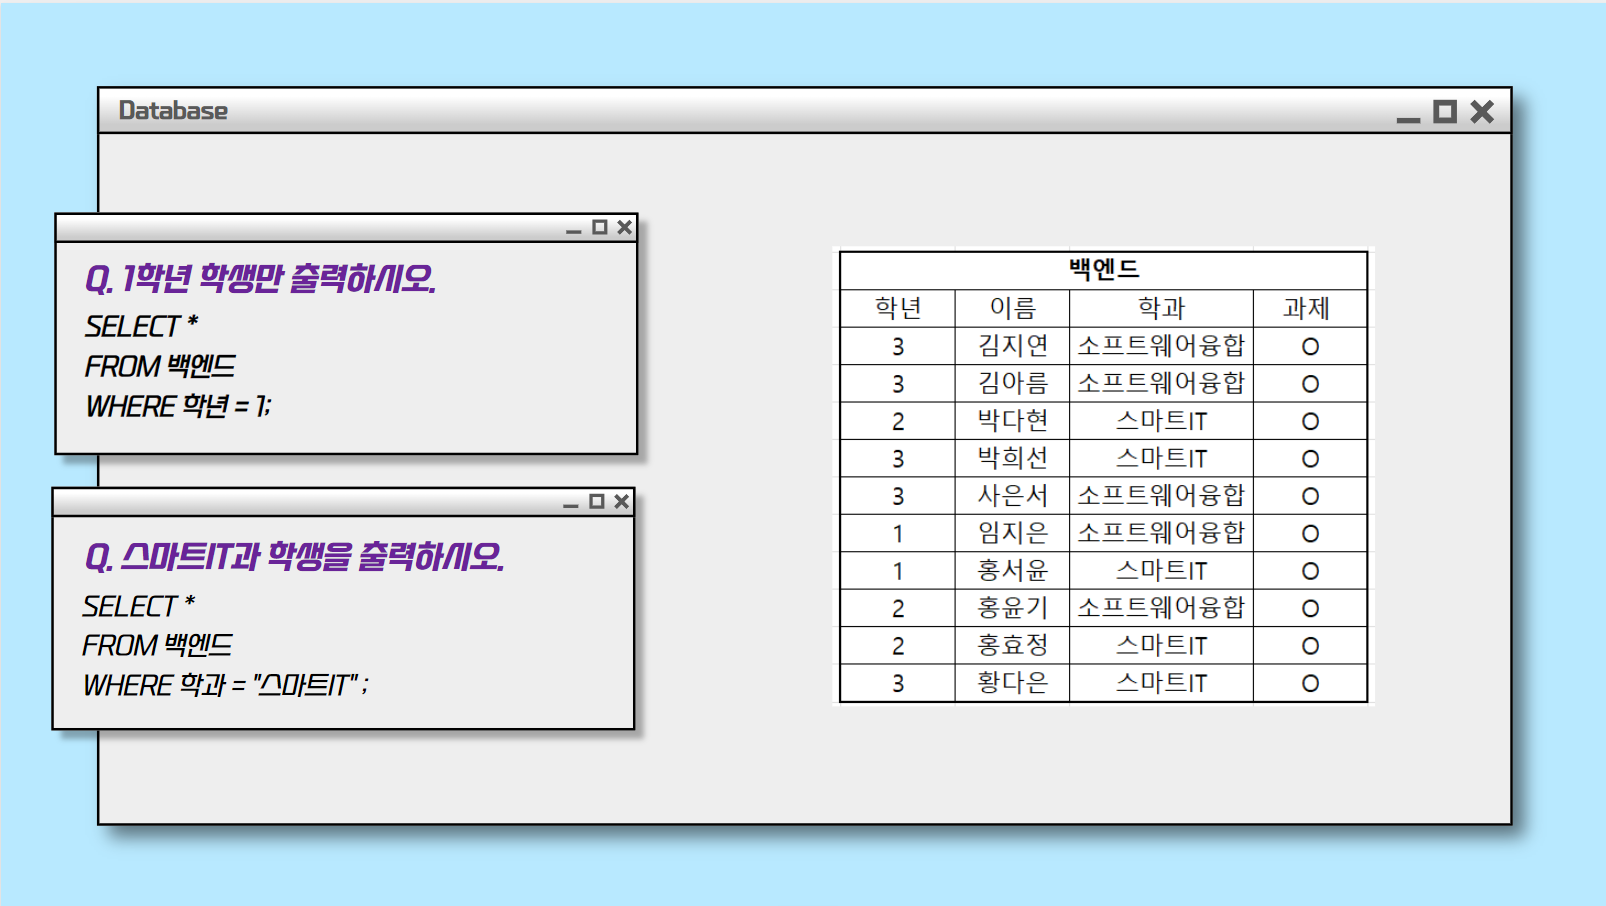 Database
Q. 1학년 학생만 출력하시오.
SELECT *
FROM 백엔드
WHERE 학년 = 1;
Q. 스마트IT과 학생을 출력하시오.
SELECT *
FROM 백엔드
WHERE 학과 = "스마트IT" ;
백엔드
학년 이름 학과 과제
3 김지연 소프트웨어융합 O
3 김아름 소프트웨어융합 O
2 박다현 스마트IT O
3 박희선 스마트IT O
3 사은서 소프트웨어융합 O
1 임지은 소프트웨어융합 O
1 홍서윤 스마트IT O
2 홍윤기 소프트웨어융합 O
2 홍효정 스마트IT O
3 황다은 스마트IT O